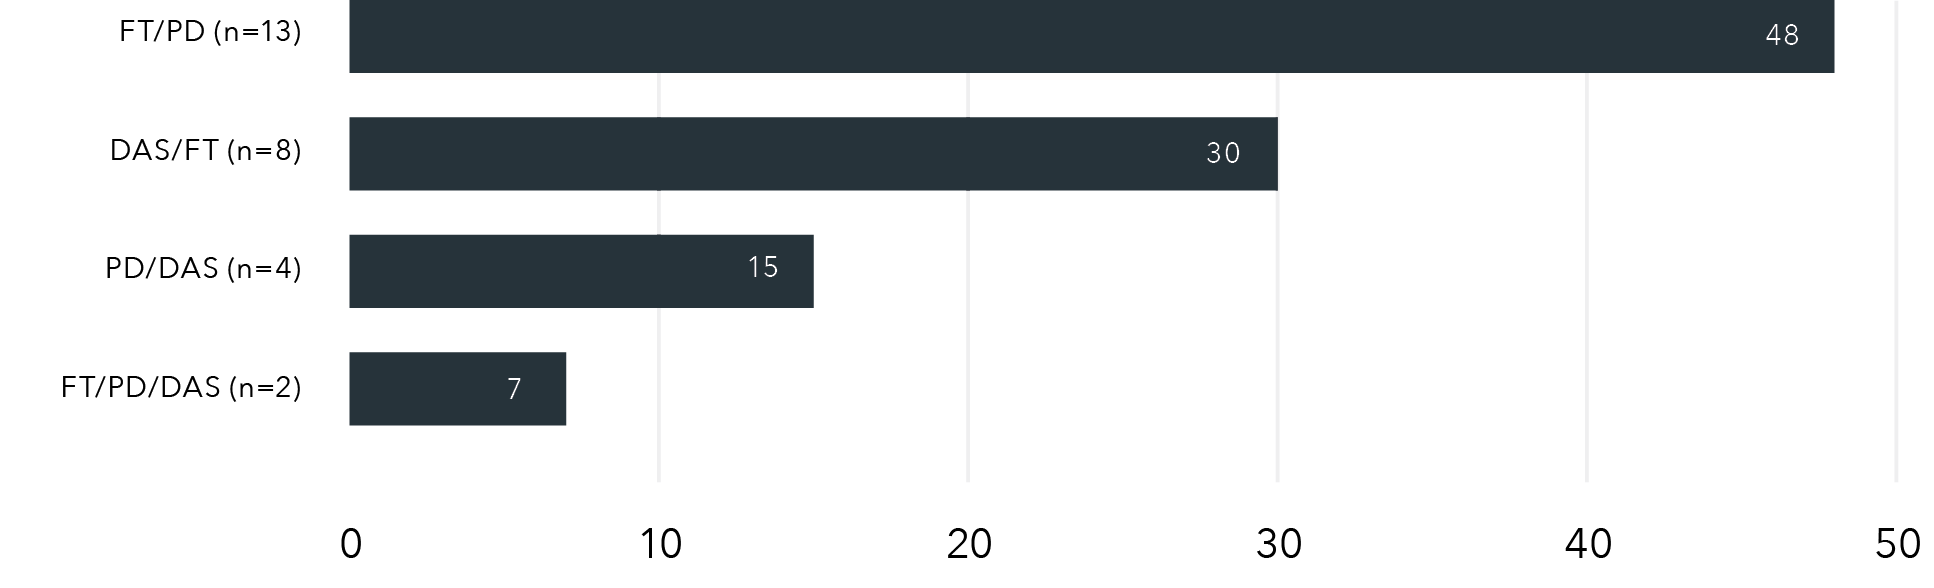 FT/PD (n=13) 48
DAS/FT (n=8) 30
PD/DAS (n=4) 15
FT/PD/DAS (n=2) 7
0 10 20 30 40 50